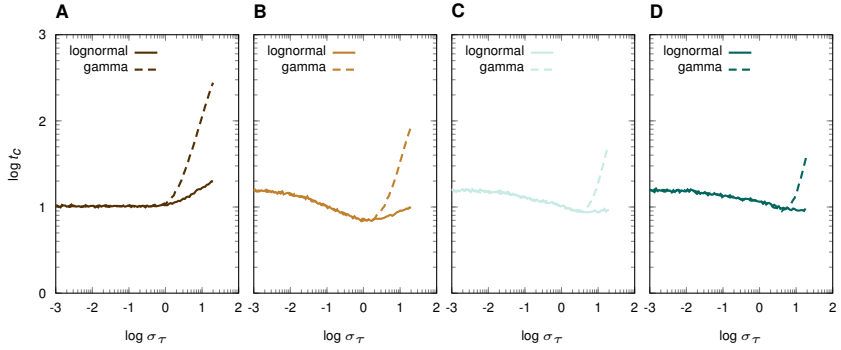 A B C D
lognormal
gamma
lognormal
gamma
lognormal
gamma
lognormal
gamma
log t_c
3
2
1
0
-3 -2 -1 0 1 2
-3 -2 -1 0 1 2
-3 -2 -1 0 1 2
-3 -2 -1 0 1 2
log σ_τ
log σ_τ
log σ_τ
log σ_τ